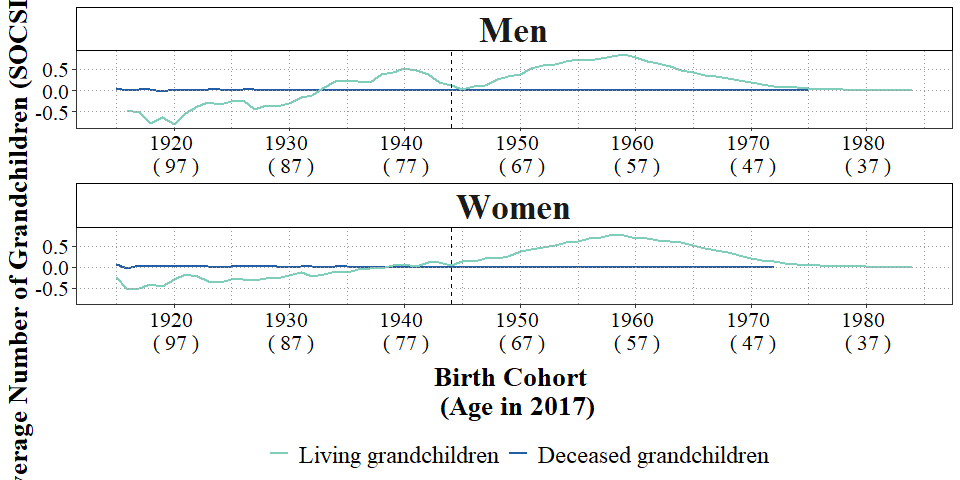 Men
0.5
0.0
-0.5
1920 1930 1940 1950 1960 1970 1980
( 97 ) ( 87 ) ( 77 ) ( 67 ) ( 57 ) ( 47 ) ( 37 )
Women
0.5
0.0
-0.5
1920 1930 1940 1950 1960 1970 1980
( 97 ) ( 87 ) ( 77 ) ( 67 ) ( 57 ) ( 47 ) ( 37 )
Number of Grandchildren
Birth Cohort
(Age in 2017)
Living grandchildren Deceased grandchildren